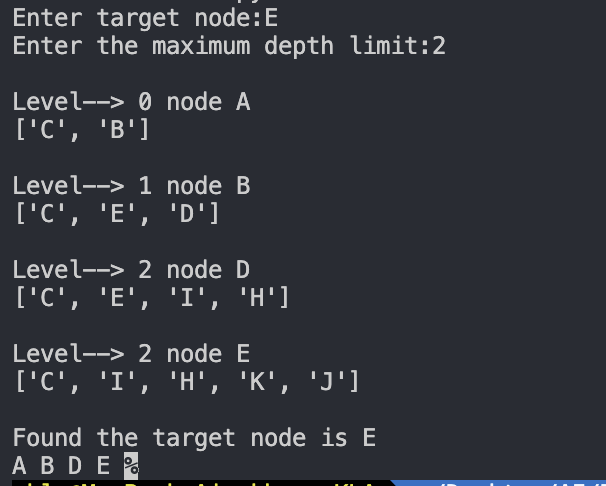 Enter target node:E
Enter the maximum depth limit:2
Level--> 0 node A
['C', 'B']
Level--> 1 node B
['C', 'E', 'D']
Level--> 2 node D
['C', 'E', 'I', 'H']
Level--> 2 node E
['C', 'I', 'H', 'K', 'J']
Found the target node is E
A B D E %